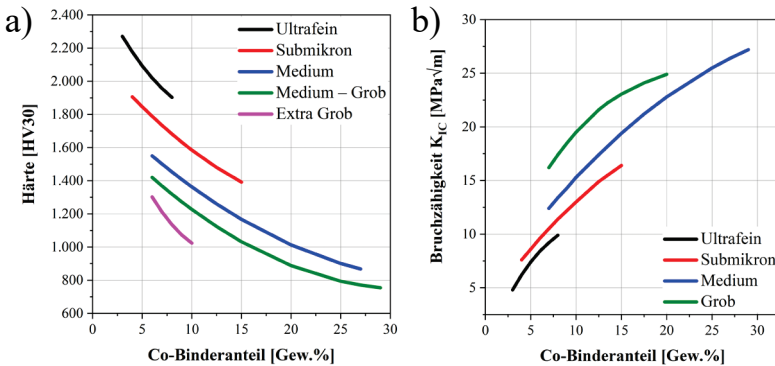 a)
Härte [HV30]
2.400
2.200
2.000
1.800
1.600
1.400
1.200
1.000
800
600
0 5 10 15 20 25 30
Co-Binderanteil [Gew.%]
Ultrafein
Submikron
Medium
Medium – Grob
Extra Grob
b)
Bruchzähigkeit K_IC [MPa√m]
30
25
20
15
10
5
0 5 10 15 20 25 30
Co-Binderanteil [Gew.%]
Ultrafein
Submikron
Medium
Grob